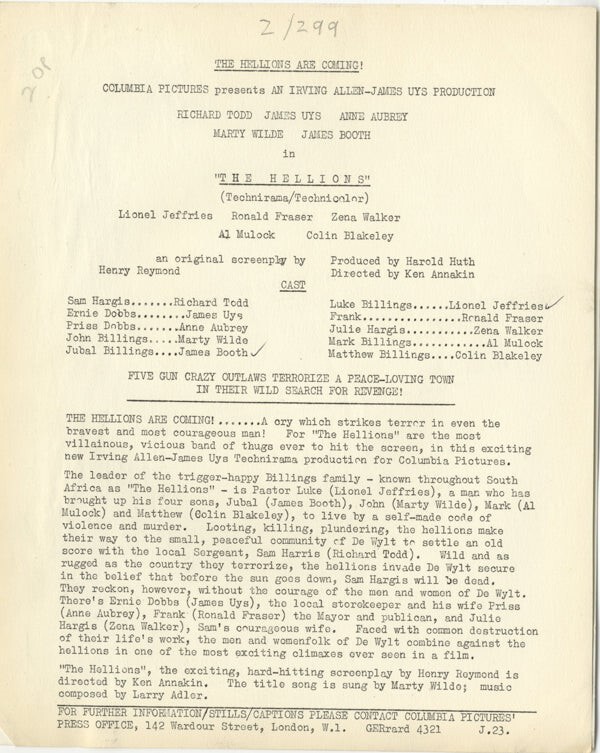 2/299
THE HELLIONS ARE COMING!
COLUMBIA PICTURES presents AN IRVING ALLEN-JAMES UYS PRODUCTION
RICHARD TODD JAMES UYS ANNE AUBREY
MARTY WILDE JAMES BOOTH
in
"T H E H E L L I O N S"
(Technirama/Technicolor)
Lionel Jeffries Ronald Fraser Zena Walker
Al Mulock Colin Blakeley
an original screenplay by
Henry Reymond
Produced by Harold Huth
Directed by Ken Annakin
CAST
Sam Hargis.......Richard Todd
Ernie Dobbs........James Uys
Priss Dobbs.......Anne Aubrey
John Billings.....Marty Wilde
Jubal Billings....James Booth
Luke Billings......Lionel Jeffries
Frank...............Ronald Fraser
Julie Hargis..........Zena Walker
Mark Billings...........Al Mulock
Matthew Billings....Colin Blakeley
FIVE GUN CRAZY OUTLAWS TERRORIZE A PEACE-LOVING TOWN
IN THEIR WILD SEARCH FOR REVENGE!
THE HELLIONS ARE COMING!.......A cry which strikes terror in even the
bravest and most courageous man! For "The Hellions" are the most
villainous, vicious band of thugs ever to hit the screen, in this exciting
new Irving Allen-James Uys Technirama production for Columbia Pictures.
The leader of the trigger-happy Billings family - known throughout South
Africa as "The Hellions" - is Pastor Luke (Lionel Jeffries), a man who has
brought up his four sons, Jubal (James Booth), John (Marty Wilde), Mark (Al
Mulock) and Matthew (Colin Blakeley), to live by a self-made code of
violence and murder. Looting, killing, plundering, the hellions make
their way to the small, peaceful community of De Wylt to settle an old
score with the local Sergeant, Sam Harris (Richard Todd). Wild and as
rugged as the country they terrorize, the hellions invade De Wylt secure
in the belief that before the sun goes down, Sam Hargis will be dead.
They reckon, however, without the courage of the men and women of De Wylt.
There's Ernie Dobbs (James Uys), the local storekeeper and his wife Priss
(Anne Aubrey), Frank (Ronald Fraser) the Mayor and publican, and Julie
Hargis (Zena Walker), Sam's courageous wife. Faced with common destruction
of their life's work, the men and womenfolk of De Wylt combine against the
hellions in one of the most exciting climaxes ever seen in a film.
"The Hellions", the exciting, hard-hitting screenplay by Henry Reymond is
directed by Ken Annakin. The title song is sung by Marty Wilde; music
composed by Larry Adler.
FOR FURTHER INFORMATION/STILLS/CAPTIONS PLEASE CONTACT COLUMBIA PICTURES'
PRESS OFFICE, 142 Wardour Street, London, W.1. GERrard 4321 J.23.